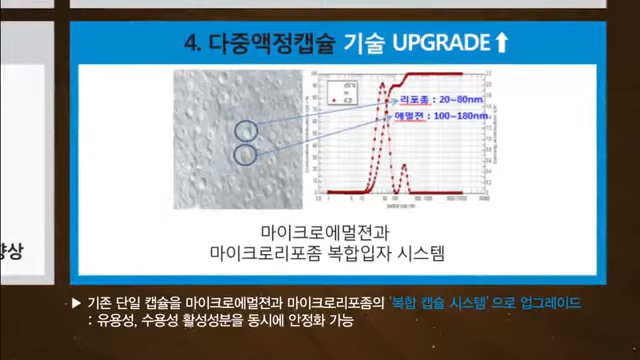 4. 다중액정캡슐 기술 UPGRADE↑
리포좀 : 20~80nm
에멀젼 : 100~180nm
마이크로에멀젼과
마이크로리포좀 복합입자 시스템
향상
▶ 기존 단일 캡슐을 마이크로에멀젼과 마이크로리포좀의 '복합 캡슐 시스템' 으로 업그레이드
: 유용성, 수용성 활성성분을 동시에 안정화 가능